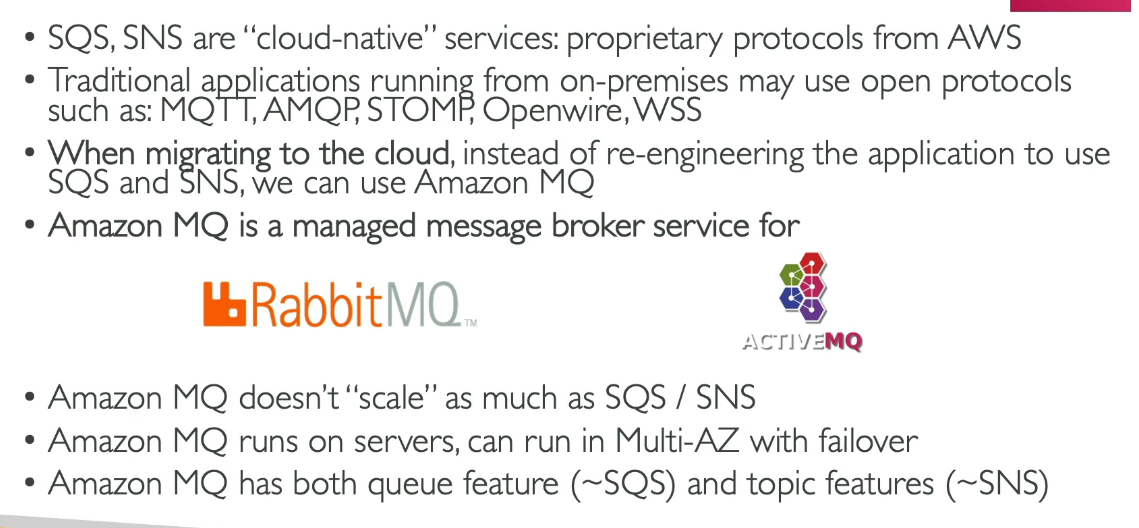 • SQS, SNS are “cloud-native” services: proprietary protocols from AWS
• Traditional applications running from on-premises may use open protocols
such as: MQTT, AMQP, STOMP, Openwire, WSS
• When migrating to the cloud, instead of re-engineering the application to use
SQS and SNS, we can use Amazon MQ
• Amazon MQ is a managed message broker service for
RabbitMQ™
ACTIVEMQ
• Amazon MQ doesn’t “scale” as much as SQS / SNS
• Amazon MQ runs on servers, can run in Multi-AZ with failover
• Amazon MQ has both queue feature (~SQS) and topic features (~SNS)